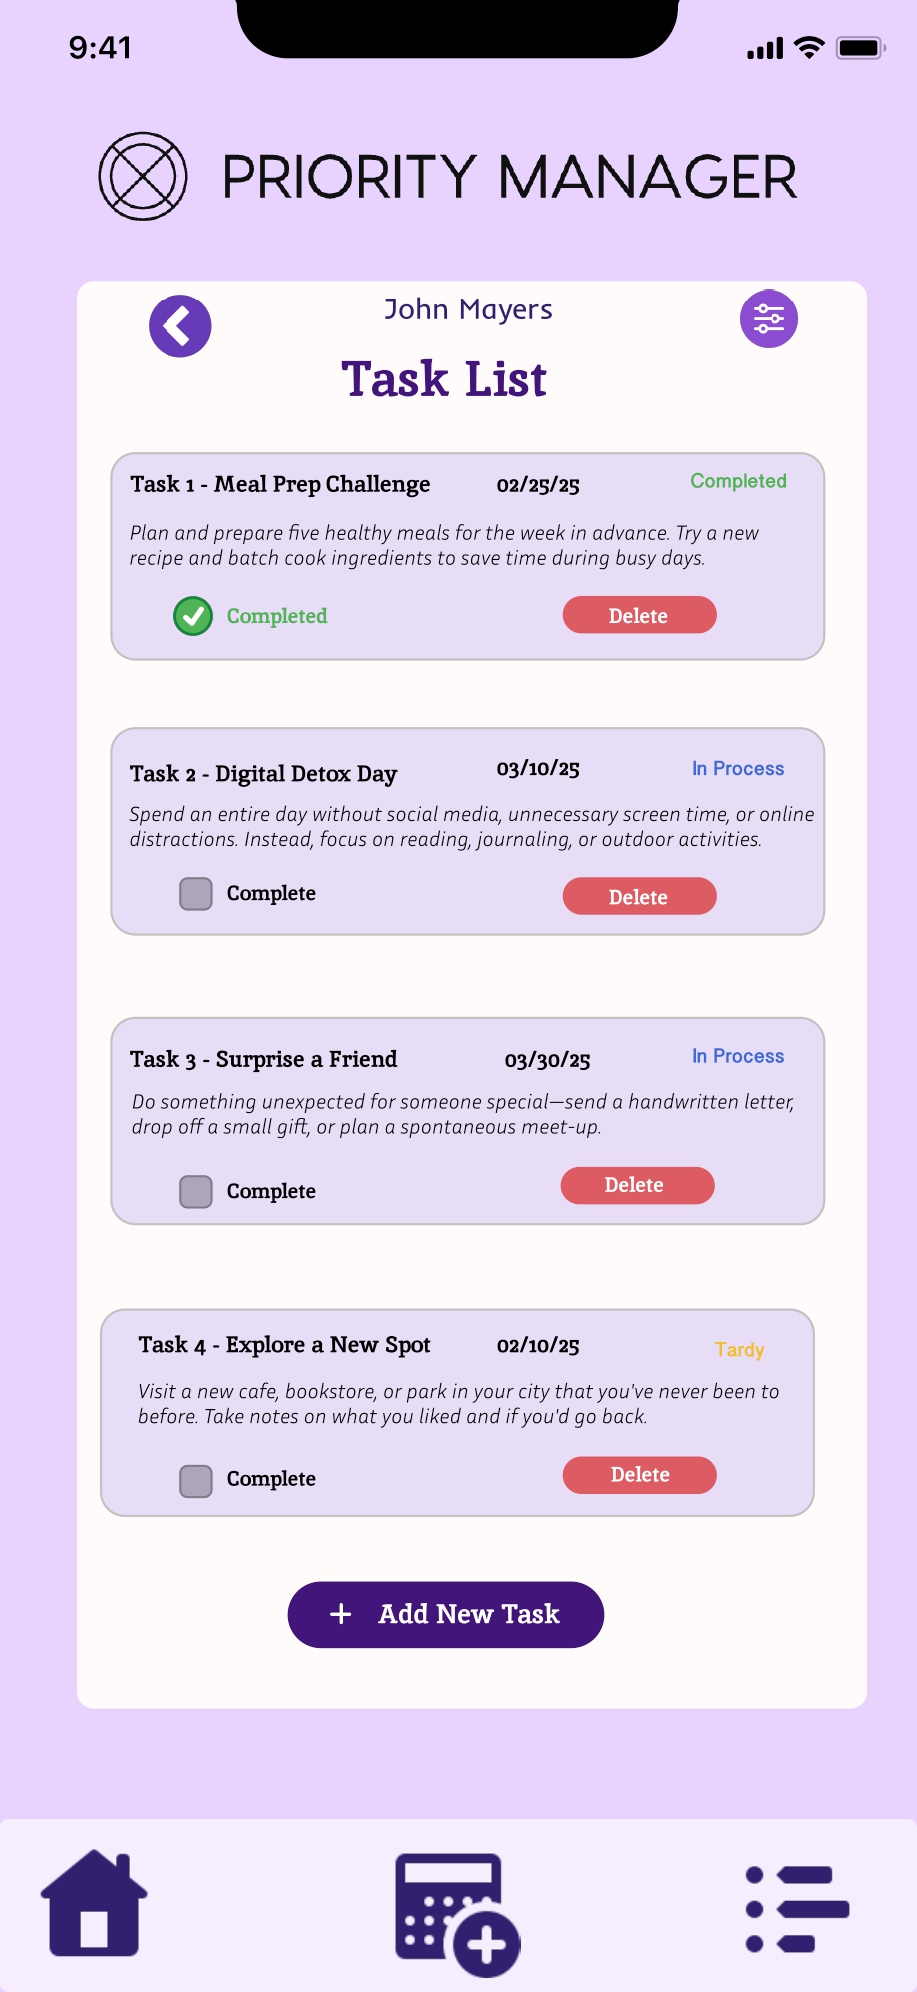 9:41
PRIORITY MANAGER
John Mayers
Task List
Task 1 - Meal Prep Challenge 02/25/25 Completed
Plan and prepare five healthy meals for the week in advance. Try a new
recipe and batch cook ingredients to save time during busy days.
Completed Delete
Task 2 - Digital Detox Day 03/10/25 In Process
Spend an entire day without social media, unnecessary screen time, or online
distractions. Instead, focus on reading, journaling, or outdoor activities.
Complete Delete
Task 3 - Surprise a Friend 03/30/25 In Process
Do something unexpected for someone special—send a handwritten letter,
drop off a small gift, or plan a spontaneous meet-up.
Complete Delete
Task 4 - Explore a New Spot 02/10/25 Tardy
Visit a new cafe, bookstore, or park in your city that you've never been to
before. Take notes on what you liked and if you'd go back.
Complete Delete
+ Add New Task